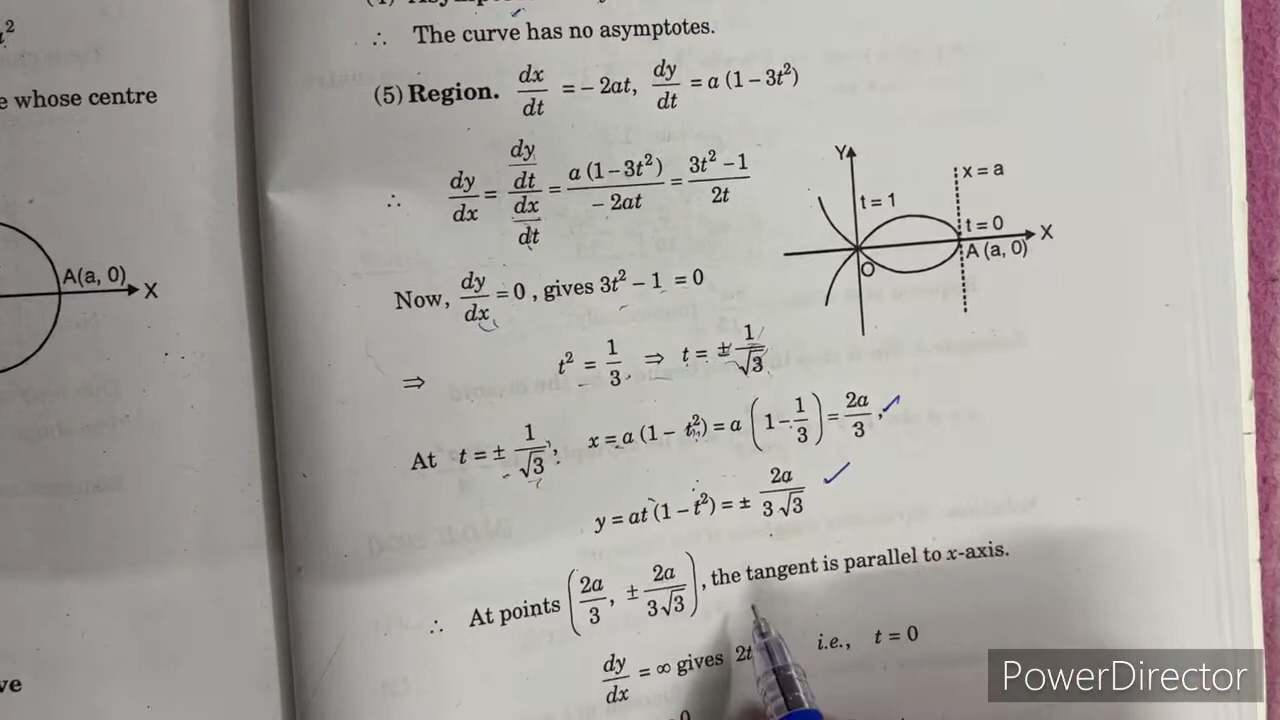 a²
e whose centre
A(a, 0)
X
ve
∴ The curve has no asymptotes.
(5) Region. dx/dt = – 2at, dy/dt = a (1 – 3t²)
∴ dy/dx = (dy/dt)/(dx/dt) = a (1 – 3t²)/– 2at = 3t² – 1/2t
Y
x = a
t = 1
t = 0
X
A (a, 0)
O
Now, dy/dx = 0 , gives 3t² – 1 = 0
⇒ t² = 1/3 ⇒ t = ± 1/√3
At t = ± 1/√3 , x = a (1 – t²) = a (1 – 1/3) = 2a/3 ,
y = at (1 – t²) = ± 2a/3√3
∴ At points (2a/3 , ± 2a/3√3) , the tangent is parallel to x-axis.
dy/dx = ∞ gives 2t i.e., t = 0
PowerDirector